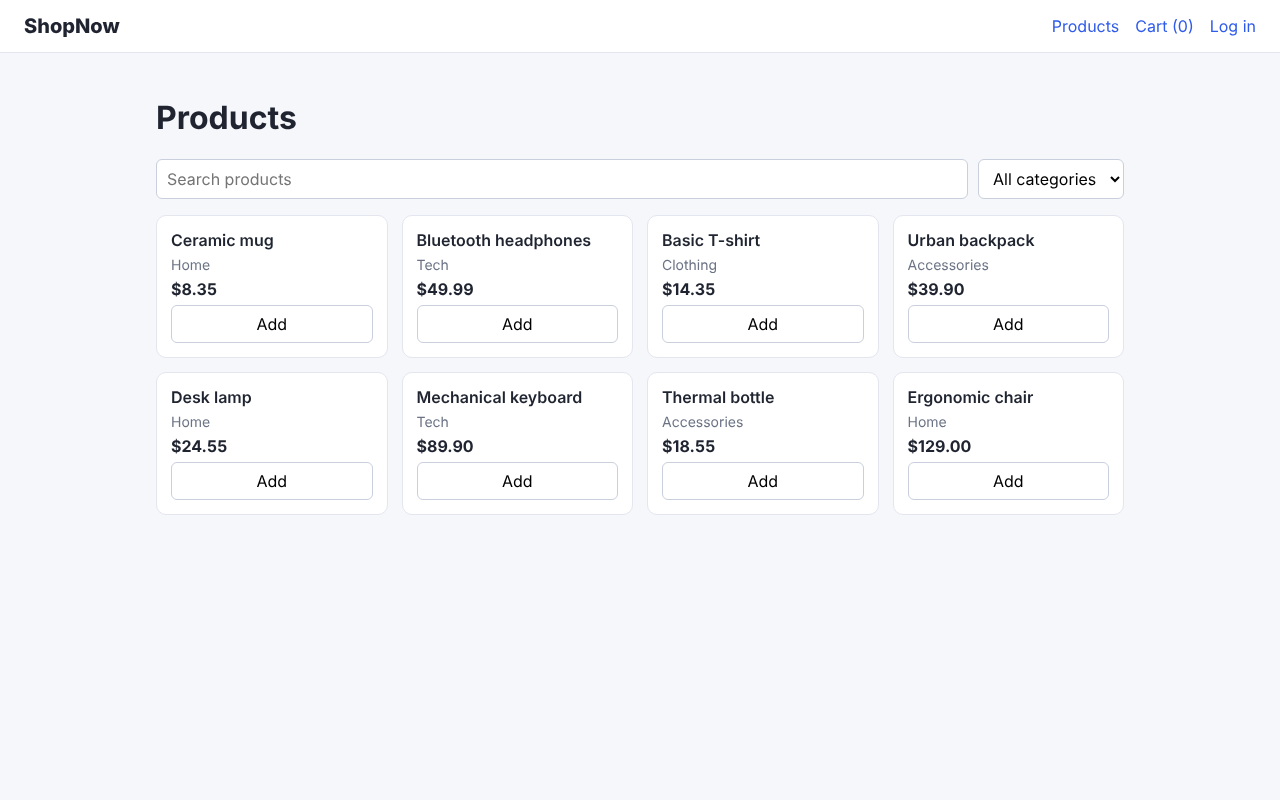 ShopNow
Products Cart (0) Log in
Products
Search products
All categories
Ceramic mug
Home
$8.35
Add
Bluetooth headphones
Tech
$49.99
Add
Basic T-shirt
Clothing
$14.35
Add
Urban backpack
Accessories
$39.90
Add
Desk lamp
Home
$24.55
Add
Mechanical keyboard
Tech
$89.90
Add
Thermal bottle
Accessories
$18.55
Add
Ergonomic chair
Home
$129.00
Add